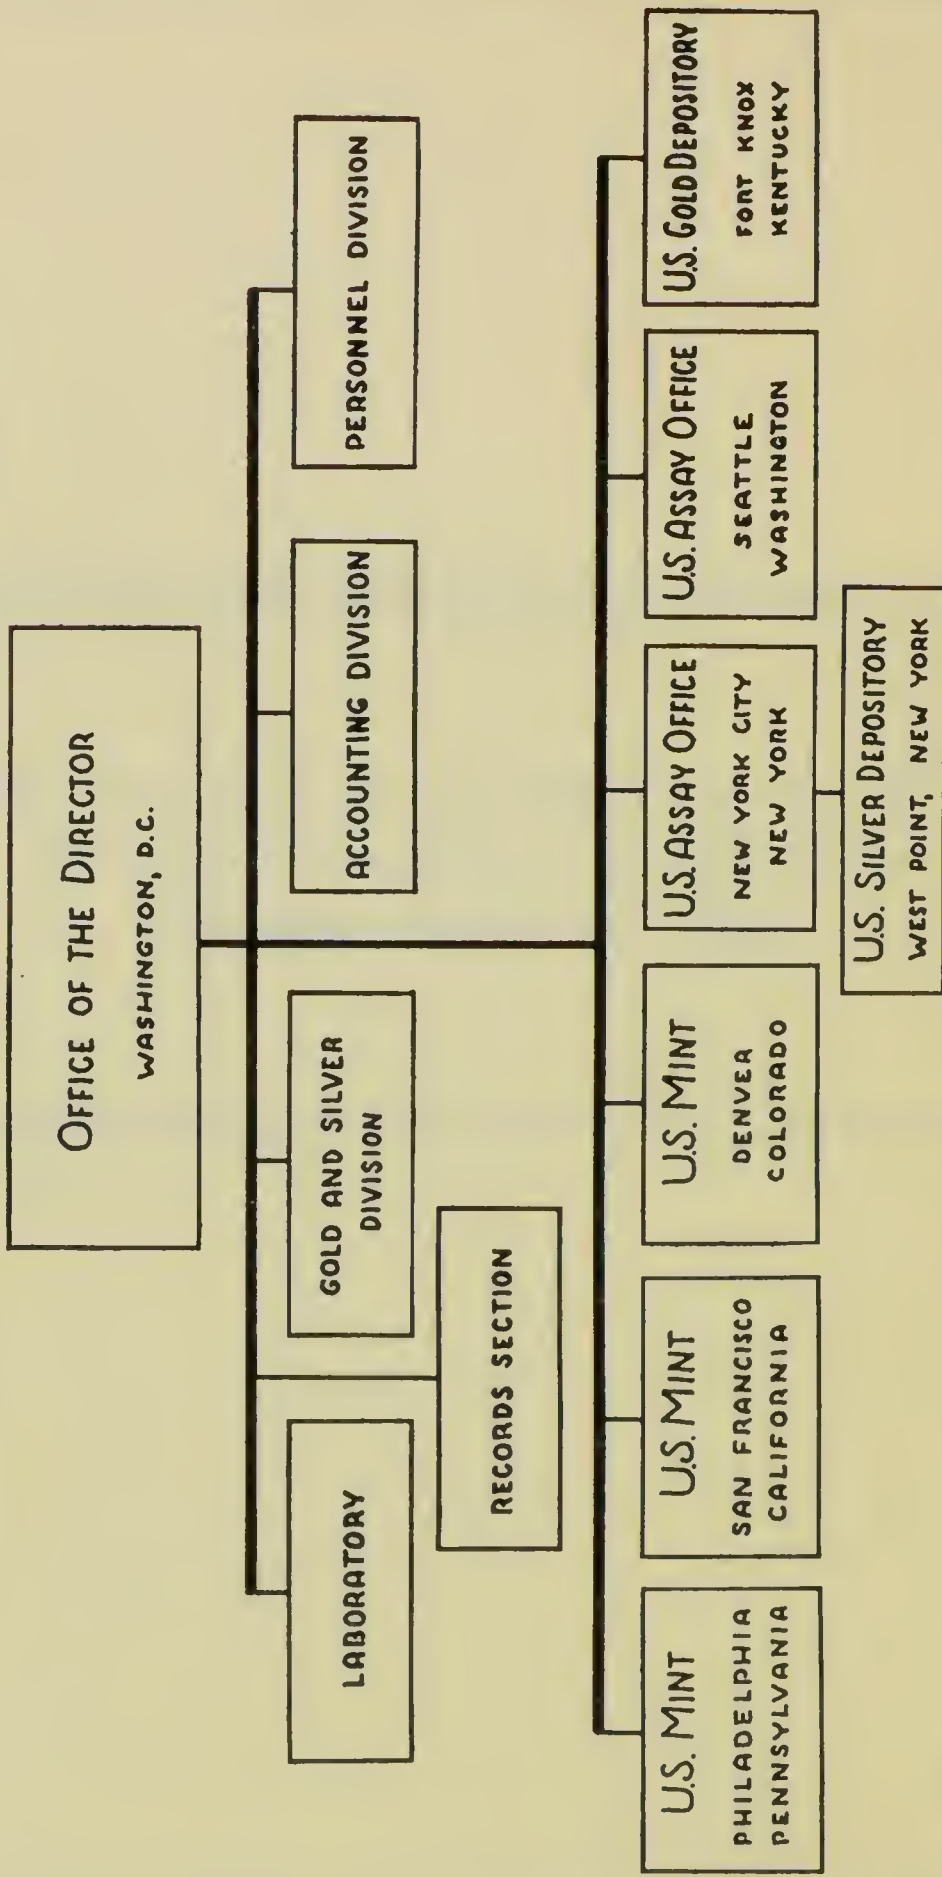 OFFICE OF THE DIRECTOR
WASHINGTON, D.C.
LABORATORY
GOLD AND SILVER
DIVISION
ACCOUNTING DIVISION
PERSONNEL DIVISION
RECORDS SECTION
U.S. MINT
PHILADELPHIA
PENNSYLVANIA
U.S. MINT
SAN FRANCISCO
CALIFORNIA
U.S. MINT
DENVER
COLORADO
U.S. ASSAY OFFICE
NEW YORK CITY
NEW YORK
U.S. ASSAY OFFICE
SEATTLE
WASHINGTON
U.S. GOLD DEPOSITORY
FORT KNOX
KENTUCKY
U.S. SILVER DEPOSITORY
WEST POINT, NEW YORK